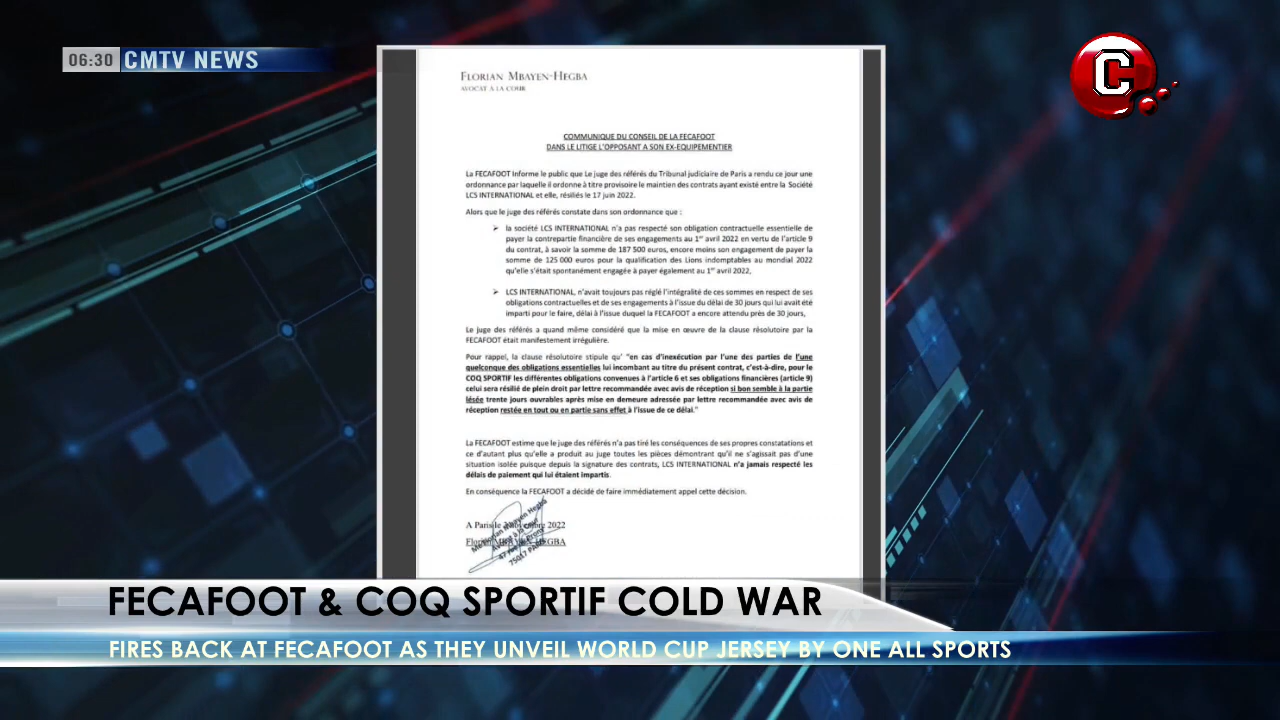 06:30 CMTV NEWS
C
FLORIAN MBAYEN-HEGBA
AVOCAT À LA COUR
COMMUNIQUE DU CONSEIL DE LA FECAFOOT
DANS LE LITIGE L'OPPOSANT A SON EX-EQUIPEMENTIER
La FECAFOOT Informe le public que Le juge des référés du Tribunal judiciaire de Paris a rendu ce jour une
ordonnance par laquelle il ordonne à titre provisoire le maintien des contrats ayant existé entre la Société
LCS INTERNATIONAL et elle, résiliés le 17 juin 2022.
Alors que le juge des référés constate dans son ordonnance que :
➢ la société LCS INTERNATIONAL n'a pas respecté son obligation contractuelle essentielle de
payer la contrepartie financière de ses engagements au 1er avril 2022 en vertu de l'article 9
du contrat, à savoir la somme de 187 500 euros, encore moins son engagement de payer la
somme de 125 000 euros pour la qualification des Lions indomptables au mondial 2022
qu'elle s'était spontanément engagée à payer également au 1er avril 2022,
➢ LCS INTERNATIONAL, n'avait toujours pas réglé l'intégralité de ces sommes en respect de ses
obligations contractuelles et de ses engagements à l'issue du délai de 30 jours qui lui avait été
imparti pour le faire, délai à l'issue duquel la FECAFOOT a encore attendu près de 30 jours,
Le juge des référés a quand même considéré que la mise en œuvre de la clause résolutoire par la
FECAFOOT était manifestement irrégulière.
Pour rappel, la clause résolutoire stipule qu' "en cas d'inexécution par l'une des parties de l'une
quelconque des obligations essentielles lui incombant au titre du présent contrat, c'est-à-dire, pour le
COQ SPORTIF les différentes obligations convenues à l'article 6 et ses obligations financières (article 9)
celui sera résilié de plein droit par lettre recommandée avec avis de réception si bon semble à la partie
lésée trente jours ouvrables après mise en demeure adressée par lettre recommandée avec avis de
réception restée en tout ou en partie sans effet à l'issue de ce délai."
La FECAFOOT estime que le juge des référés n'a pas tiré les conséquences de ses propres constatations et
ce d'autant plus qu'elle a produit au juge toutes les pièces démontrant qu'il ne s'agissait pas d'une
situation isolée puisque depuis la signature des contrats, LCS INTERNATIONAL n'a jamais respecté les
délais de paiement qui lui étaient impartis.
En conséquence la FECAFOOT a décidé de faire immédiatement appel cette décision.
A Paris le 2 novembre 2022
Florian MBAYEN-HEGBA
75017 PARIS
FECAFOOT & COQ SPORTIF COLD WAR
FIRES BACK AT FECAFOOT AS THEY UNVEIL WORLD CUP JERSEY BY ONE ALL SPORTS